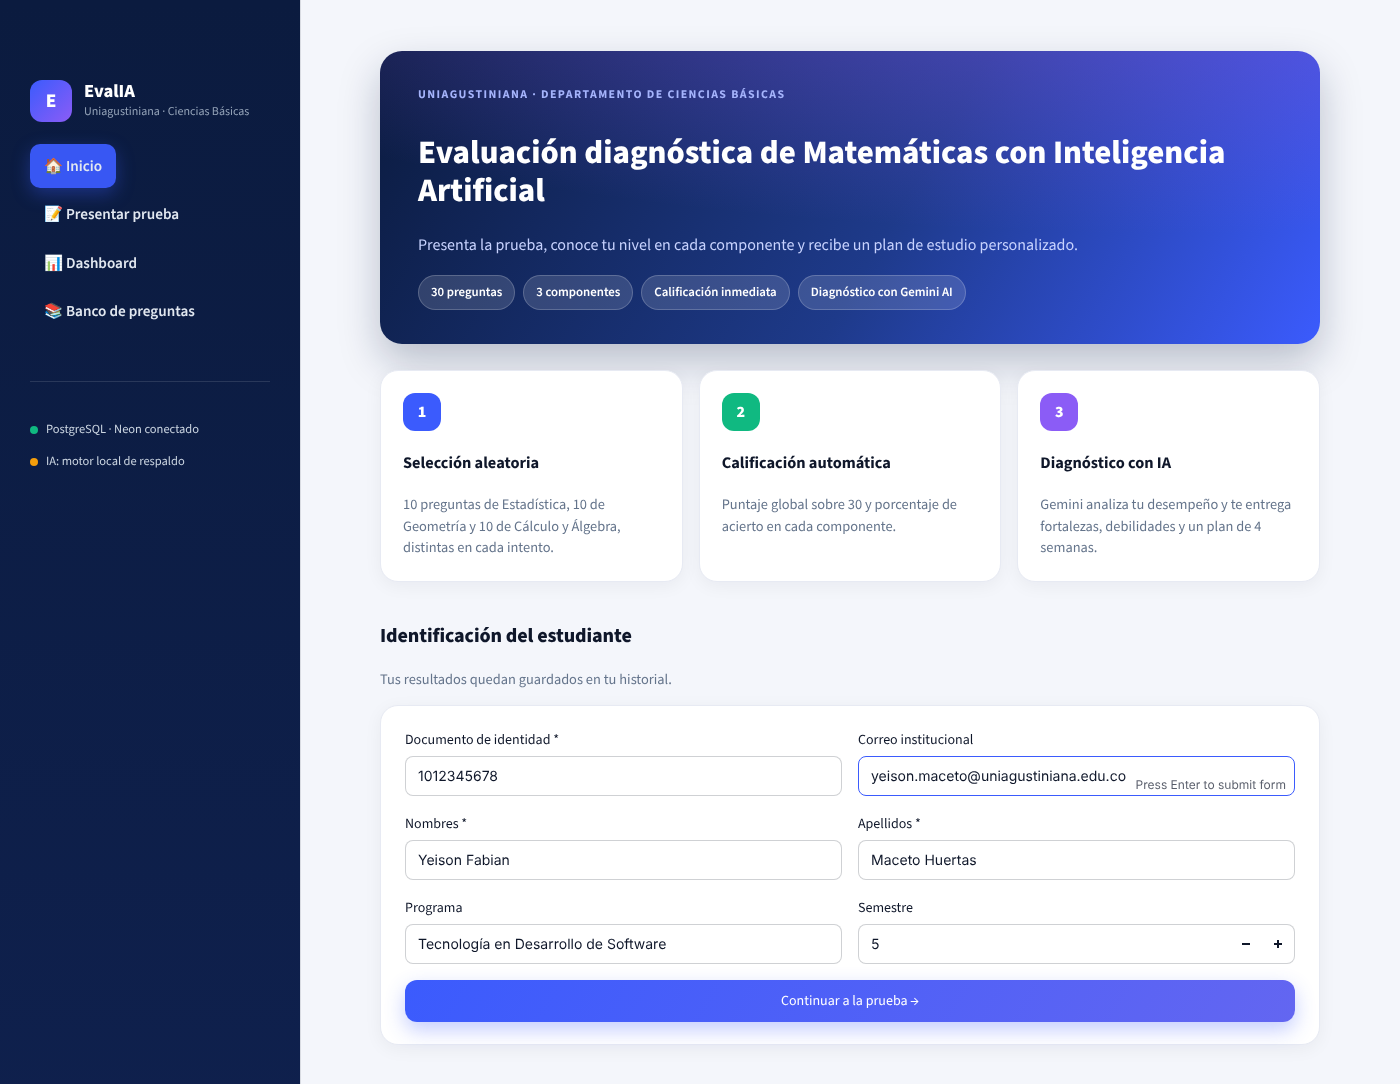 E
EvalIA
Uniagustiniana · Ciencias Básicas
🏠 Inicio
📝 Presentar prueba
📊 Dashboard
📚 Banco de preguntas
PostgreSQL · Neon conectado
IA: motor local de respaldo
UNIAGUSTINIANA · DEPARTAMENTO DE CIENCIAS BÁSICAS
Evaluación diagnóstica de Matemáticas con Inteligencia
Artificial
Presenta la prueba, conoce tu nivel en cada componente y recibe un plan de estudio personalizado.
30 preguntas
3 componentes
Calificación inmediata
Diagnóstico con Gemini AI
1
Selección aleatoria
10 preguntas de Estadística, 10 de
Geometría y 10 de Cálculo y Álgebra,
distintas en cada intento.
2
Calificación automática
Puntaje global sobre 30 y porcentaje de
acierto en cada componente.
3
Diagnóstico con IA
Gemini analiza tu desempeño y te entrega
fortalezas, debilidades y un plan de 4
semanas.
Identificación del estudiante
Tus resultados quedan guardados en tu historial.
Documento de identidad *
1012345678
Correo institucional
yeison.maceto@uniagustiniana.edu.co
Press Enter to submit form
Nombres *
Yeison Fabian
Apellidos *
Maceto Huertas
Programa
Tecnología en Desarrollo de Software
Semestre
5
Continuar a la prueba →